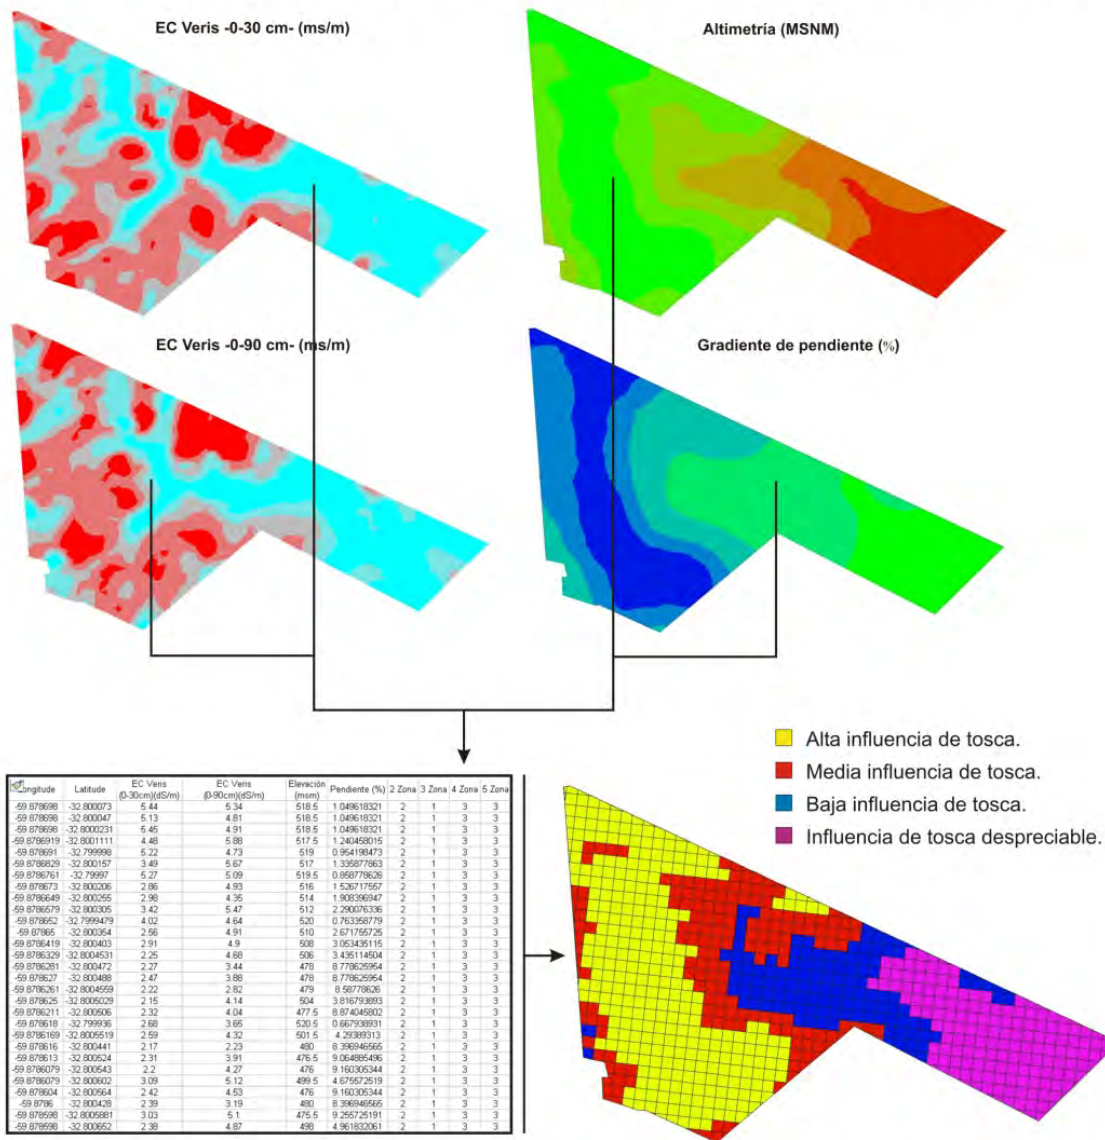 EC Veris -0-30 cm- (ms/m)
Altimetría (MSNM)
EC Veris -0-90 cm- (ms/m)
Gradiente de pendiente (%)
Alta influencia de tosca.
Media influencia de tosca.
Baja influencia de tosca.
Influencia de tosca despreciable.
ongitude Latitude EC Veris (0-30cm)(dS/m) EC Veris (0-90cm)(dS/m) Elevación (msm) Pendiente (%) 2 Zona 3 Zona 4 Zona 5 Zona
-59.878698 -32.800073 5.44 5.34 518.5 1.049618321 2 1 3 3
-59.878698 -32.800047 5.13 4.81 518.5 1.049618321 2 1 3 3
-59.878698 -32.8000231 5.45 4.91 518.5 1.049618321 2 1 3 3
-59.8786919 -32.8001111 4.48 5.88 517.5 1.240458015 2 1 3 3
-59.878691 -32.799998 5.22 4.73 519 0.954198473 2 1 3 3
-59.8786829 -32.800157 3.49 5.67 517 1.335877863 2 1 3 3
-59.8786761 -32.79997 5.27 5.09 519.5 0.858778626 2 1 3 3
-59.878673 -32.800206 2.86 4.93 516 1.526717557 2 1 3 3
-59.8786649 -32.800255 2.98 4.35 514 1.908396947 2 1 3 3
-59.8786579 -32.800305 3.42 5.47 512 2.290076336 2 1 3 3
-59.878652 -32.7999479 4.02 4.64 520 0.763358779 2 1 3 3
-59.87865 -32.800354 2.56 4.91 510 2.671755725 2 1 3 3
-59.8786419 -32.800403 2.91 4.9 508 3.053435115 2 1 3 3
-59.8786329 -32.8004531 2.25 4.68 506 3.435114504 2 1 3 3
-59.8786281 -32.800472 2.27 3.44 478 8.778625954 2 1 3 3
-59.878627 -32.800488 2.47 3.88 478 8.778625954 2 1 3 3
-59.8786261 -32.8004559 2.22 2.82 479 8.58778626 2 1 3 3
-59.878625 -32.8005029 2.15 4.14 504 3.816793893 2 1 3 3
-59.8786211 -32.800506 2.32 4.04 477.5 8.874045802 2 1 3 3
-59.878618 -32.799936 2.68 3.65 520.5 0.667938931 2 1 3 3
-59.8786169 -32.8005519 2.59 4.32 501.5 4.29389313 2 1 3 3
-59.878616 -32.800441 2.17 2.23 480 8.396946565 2 1 3 3
-59.878613 -32.800524 2.31 3.91 476.5 9.064885496 2 1 3 3
-59.8786079 -32.800543 2.2 4.27 476 9.160305344 2 1 3 3
-59.8786079 -32.800602 3.09 5.12 499.5 4.675572519 2 1 3 3
-59.878604 -32.800564 2.42 4.53 476 9.160305344 2 1 3 3
-59.8786 -32.800428 2.39 3.19 480 8.396946565 2 1 3 3
-59.878598 -32.8005881 3.03 5.1 475.5 9.255725191 2 1 3 3
-59.878598 -32.800652 2.38 4.87 498 4.961832061 2 1 3 3